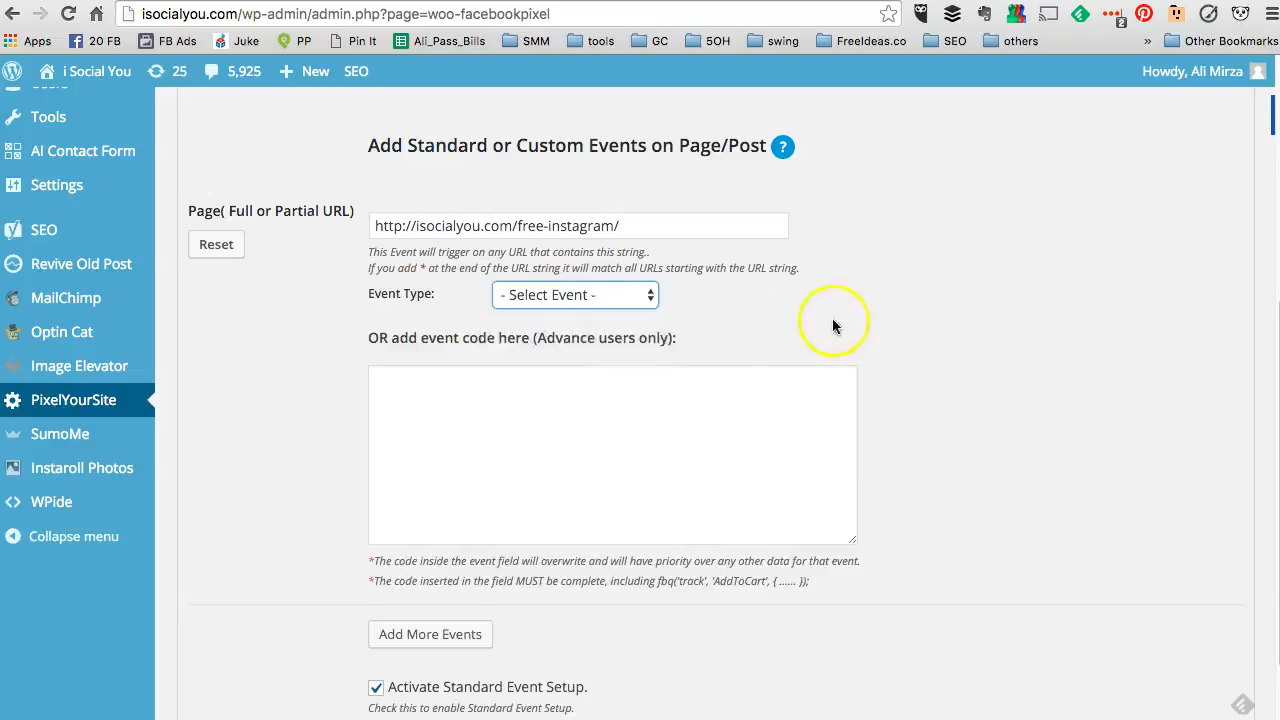 isocialyou.com/wp-admin/admin.php?page=woo-facebookpixel
Apps 20 FB FB Ads Juke PP Pin It Ali_Pass_Bills SMM tools GC 5OH swing FreeIdeas.co SEO others » Other Bookmarks
i Social You 25 5,925 New SEO Howdy, Ali Mirza
Tools
AI Contact Form
Settings
SEO
Revive Old Post
MailChimp
Optin Cat
Image Elevator
PixelYourSite
SumoMe
Instaroll Photos
WPide
Collapse menu
Add Standard or Custom Events on Page/Post ?
Page( Full or Partial URL)
Reset
http://isocialyou.com/free-instagram/
This Event will trigger on any URL that contains this string..
If you add * at the end of the URL string it will match all URLs starting with the URL string.
Event Type: - Select Event -
OR add event code here (Advance users only):
*The code inside the event field will overwrite and will have priority over any other data for that event.
*The code inserted in the field MUST be complete, including fbq('track', 'AddToCart', { ...... });
Add More Events
Activate Standard Event Setup.
Check this to enable Standard Event Setup.